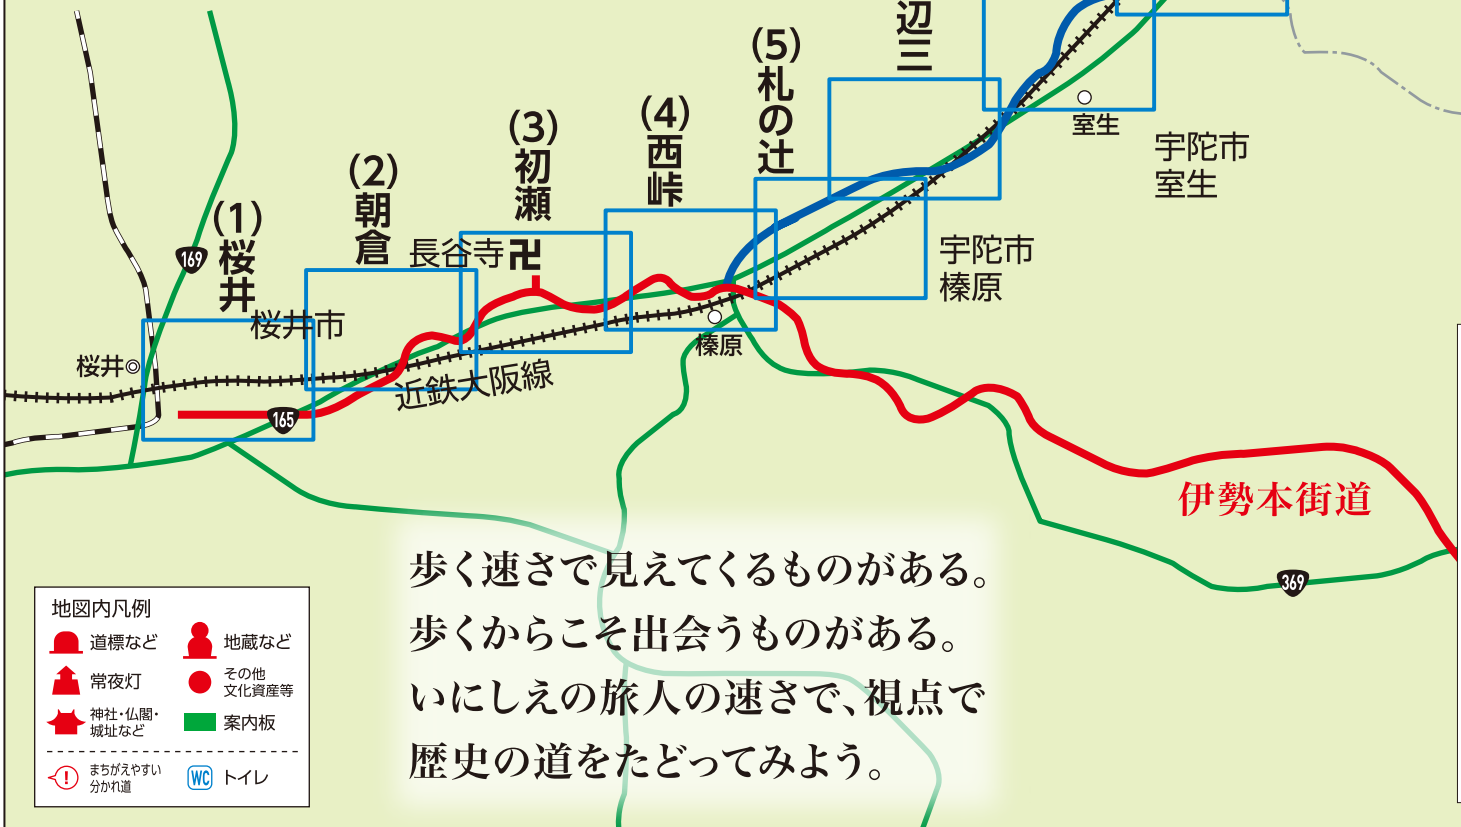 辺三
(5)札の辻
(4)西峠
(3)初瀬
(2)朝倉
(1)桜井
室生
宇陀市
室生
宇陀市
榛原
長谷寺卍
169
桜井市
桜井
榛原
近鉄大阪線
165
伊勢本街道
369
歩く速さで見えてくるものがある。
歩くからこそ出会うものがある。
いにしえの旅人の速さで、視点で
歴史の道をたどってみよう。
地図内凡例
道標など
地蔵など
常夜灯
その他
文化資産等
神社・仏閣・
城址など
案内板
!
まちがえやすい
分かれ道
WC
トイレ